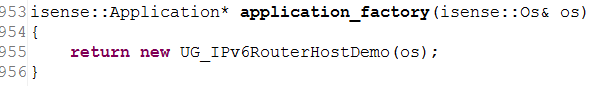 953 isense::Application* application_factory(isense::Os& os)
954 {
955     return new UG_IPv6RouterHostDemo(os);
956 }